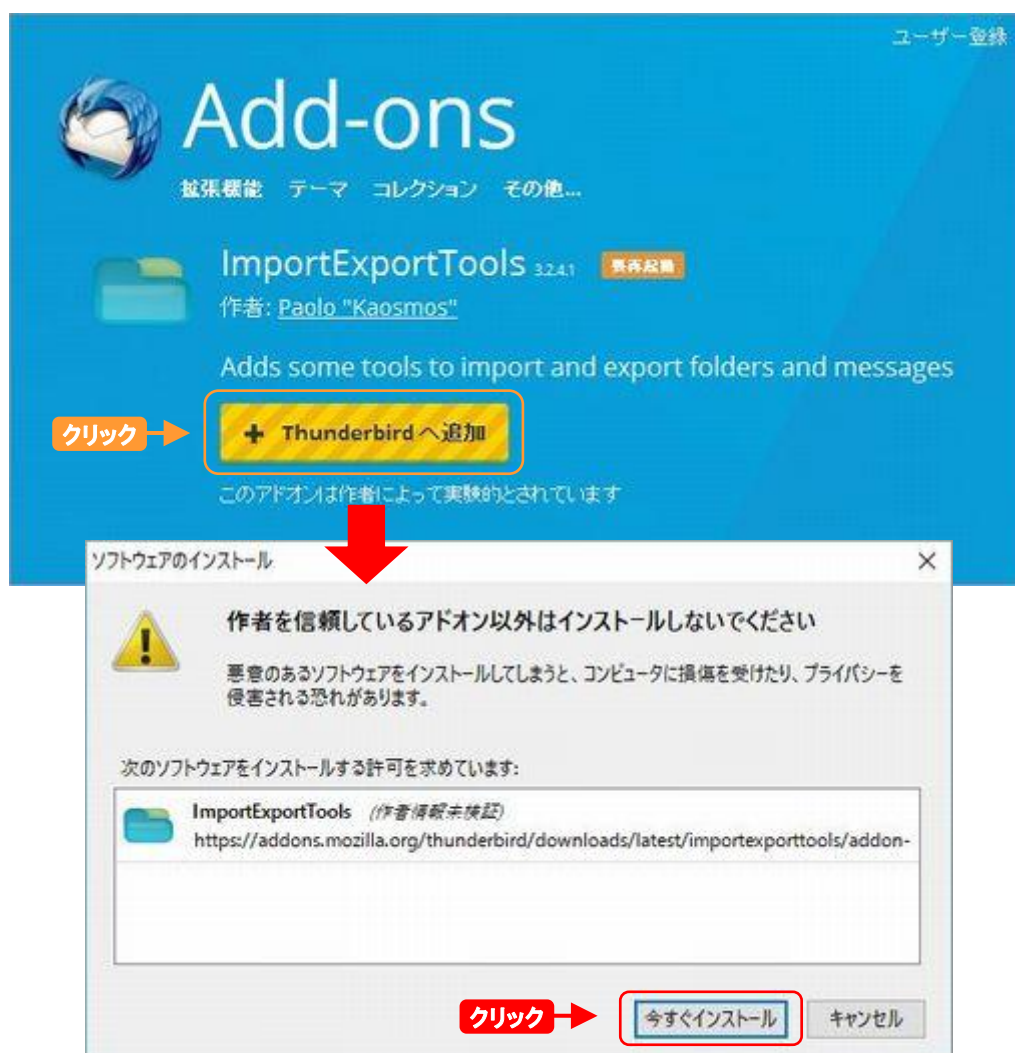 ユーザー登録
Add-ons
拡張機能 テーマ コレクション その他...
ImportExportTools 3.2.4.1 要再起動
作者: Paolo "Kaosmos"
Adds some tools to import and export folders and messages
クリック
+ Thunderbird へ追加
このアドオンは作者によって実験的とされています
ソフトウェアのインストール
作者を信頼しているアドオン以外はインストールしないでください
悪意のあるソフトウェアをインストールしてしまうと、コンピュータに損傷を受けたり、プライバシーを
侵害される恐れがあります。
次のソフトウェアをインストールする許可を求めています:
ImportExportTools (作者情報未検証)
https://addons.mozilla.org/thunderbird/downloads/latest/importexporttools/addon-
クリック
今すぐインストール キャンセル